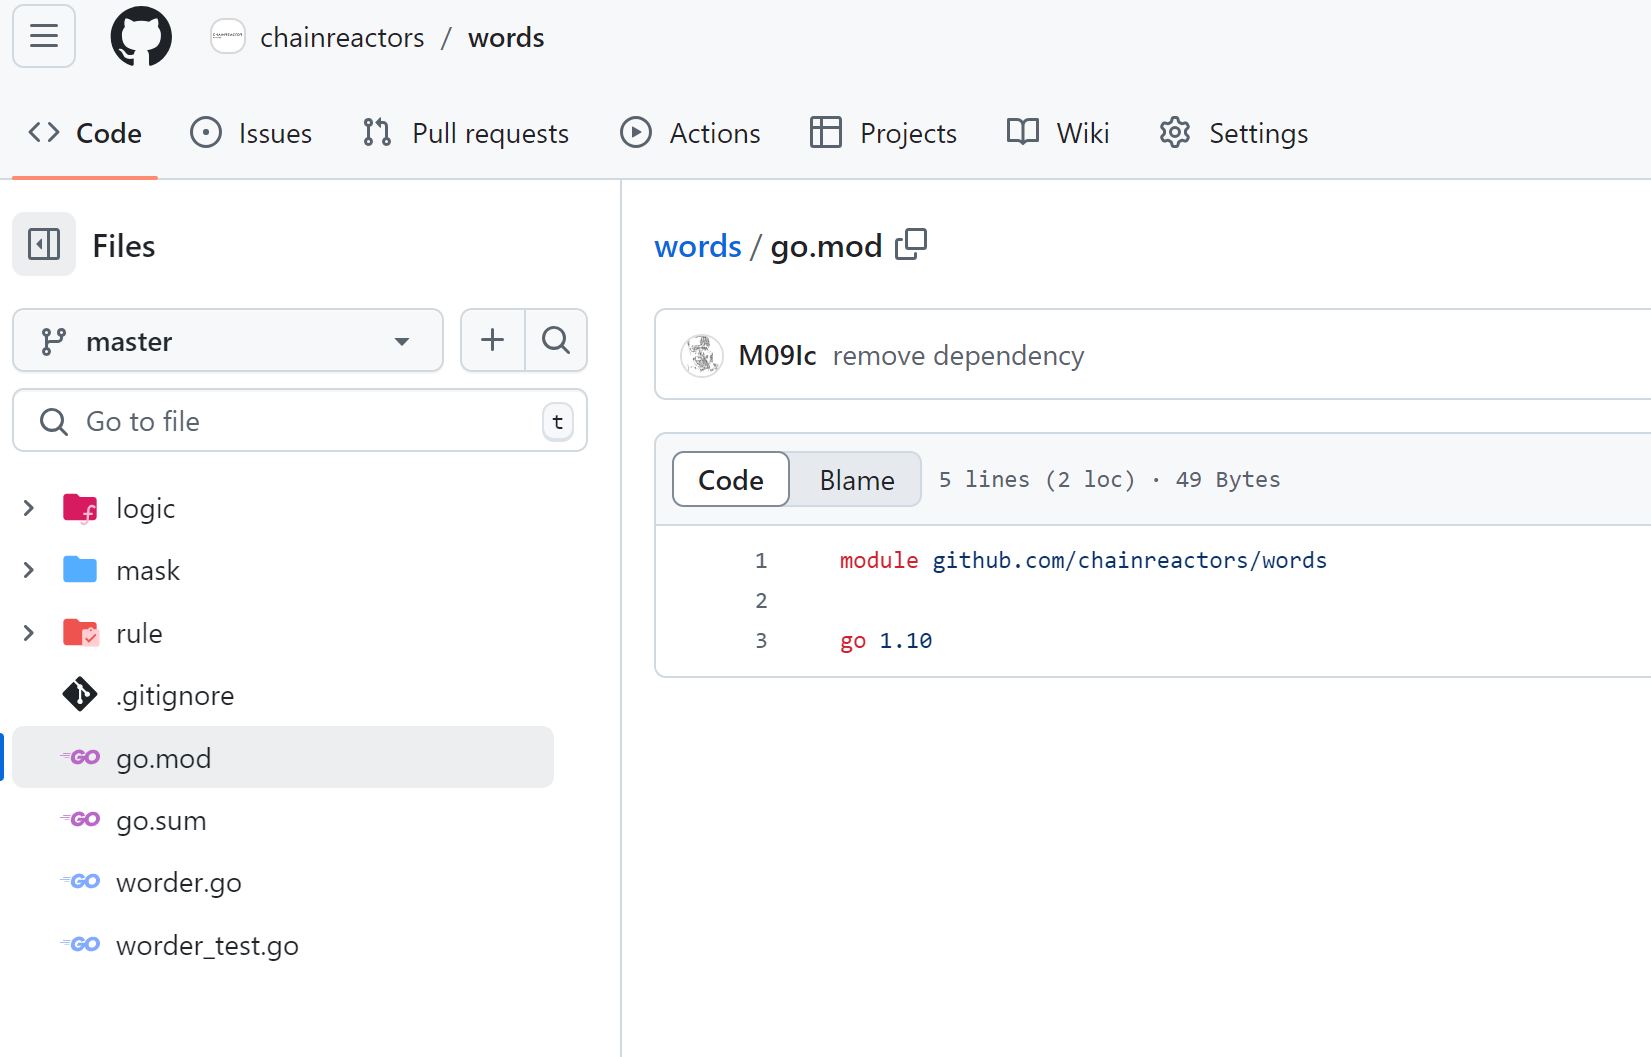 chainreactors / words
Code Issues Pull requests Actions Projects Wiki Settings
Files
master
Go to file t
logic
mask
rule
.gitignore
go.mod
go.sum
worder.go
worder_test.go
words / go.mod
M09Ic remove dependency
Code Blame 5 lines (2 loc) · 49 Bytes
1 module github.com/chainreactors/words
2
3 go 1.10